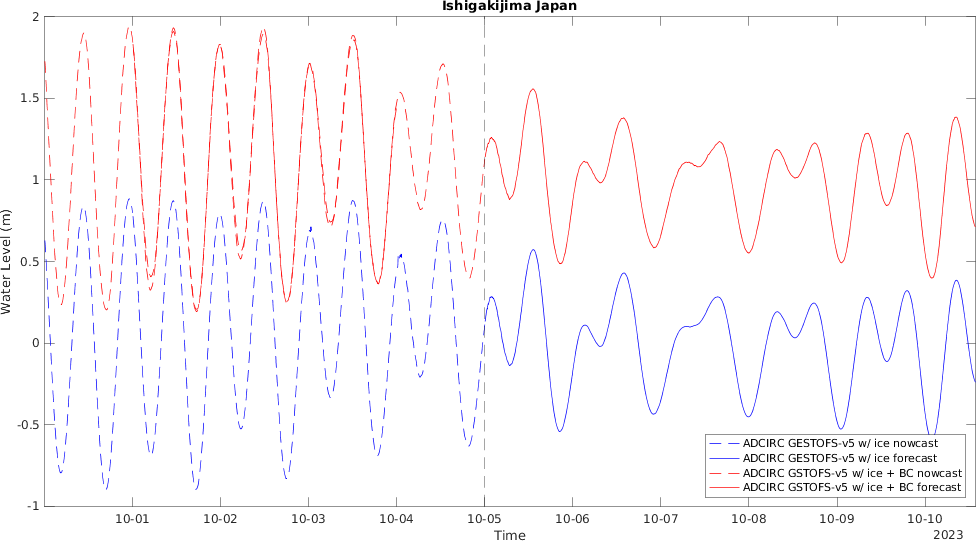 Ishigakijima Japan
Water Level (m)
2
1.5
1
0.5
0
-0.5
-1
10-01
10-02
10-03
10-04
10-05
10-06
10-07
10-08
10-09
10-10
Time
2023
ADCIRC GESTOFS-v5 w/ ice nowcast
ADCIRC GESTOFS-v5 w/ ice forecast
ADCIRC GSTOFS-v5 w/ ice + BC nowcast
ADCIRC GSTOFS-v5 w/ ice + BC forecast